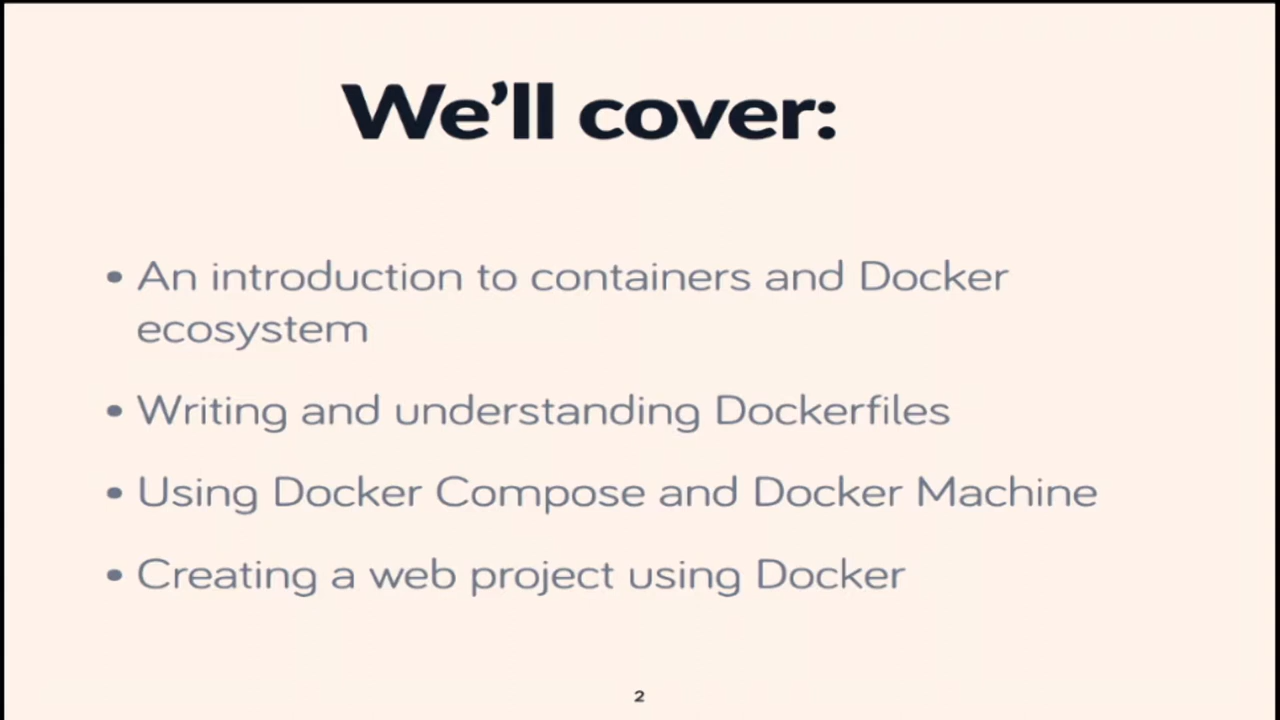 We'll cover:
• An introduction to containers and Docker
ecosystem
• Writing and understanding Dockerfiles
• Using Docker Compose and Docker Machine
• Creating a web project using Docker
2